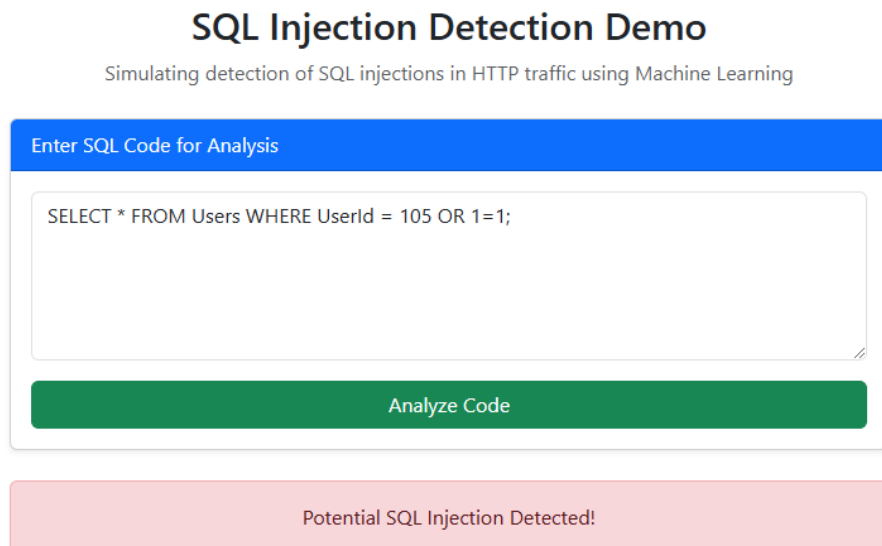 SQL Injection Detection Demo
Simulating detection of SQL injections in HTTP traffic using Machine Learning
Enter SQL Code for Analysis
SELECT * FROM Users WHERE UserId = 105 OR 1=1;
Analyze Code
Potential SQL Injection Detected!